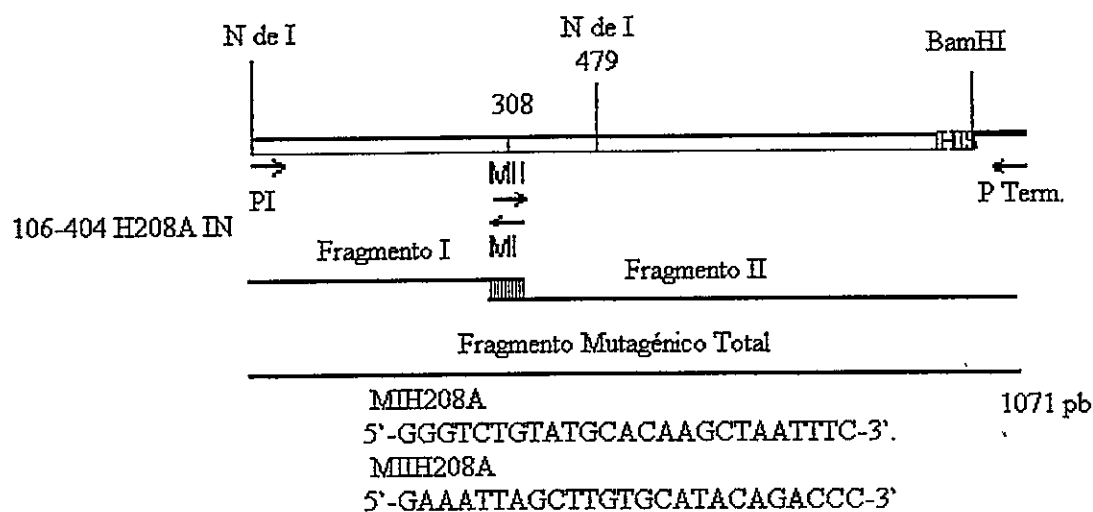 N de I
N de I
479
BamHI
308
HIS
MII
PI
P Term.
106-404 H208A IN
MI
Fragmento I
Fragmento II
Fragmento Mutagénico Total
MIH208A
1071 pb
5`-GGGTCTGTATGCACAAGCTAATTTC-3`.
MIIH208A
5`-GAAATTAGCTTGTGCATACAGACCC-3`